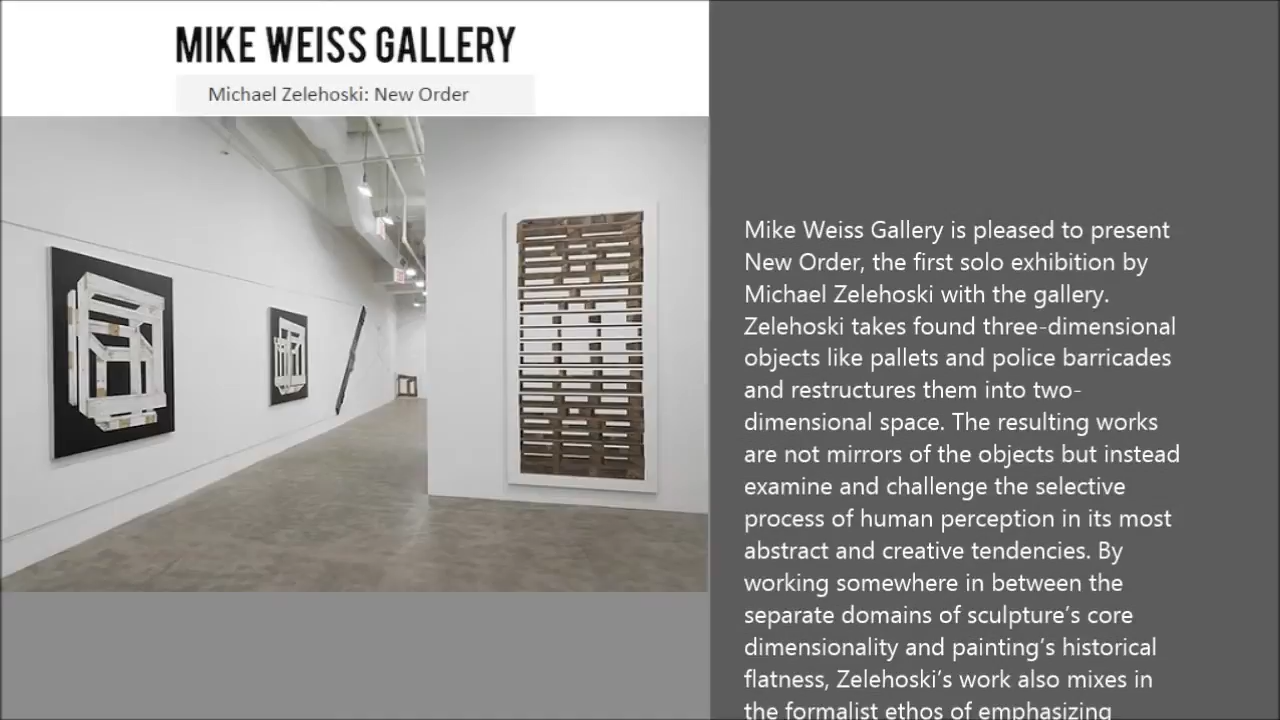 MIKE WEISS GALLERY
Michael Zelehoski: New Order
Mike Weiss Gallery is pleased to present
New Order, the first solo exhibition by
Michael Zelehoski with the gallery.
Zelehoski takes found three-dimensional
objects like pallets and police barricades
and restructures them into two-
dimensional space. The resulting works
are not mirrors of the objects but instead
examine and challenge the selective
process of human perception in its most
abstract and creative tendencies. By
working somewhere in between the
separate domains of sculpture’s core
dimensionality and painting’s historical
flatness, Zelehoski’s work also mixes in
the formalist ethos of emphasizing